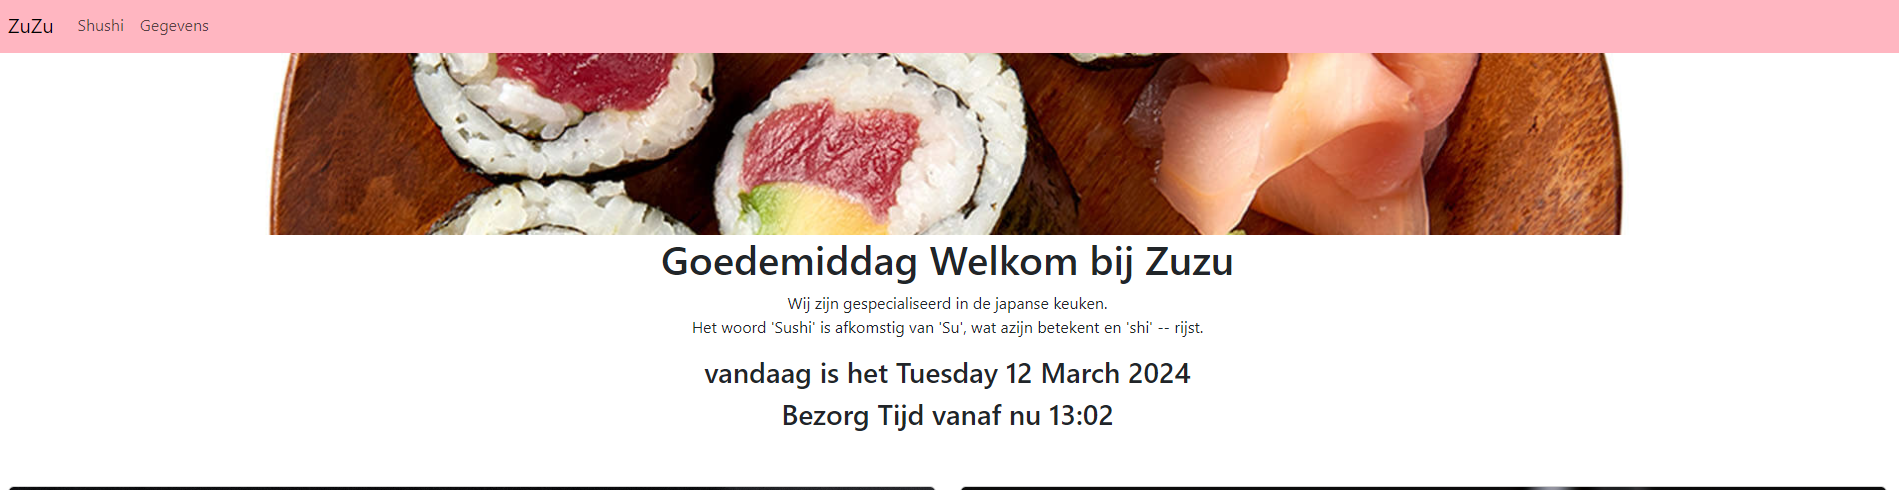 ZuZu Shushi Gegevens
Goedemiddag Welkom bij Zuzu
Wij zijn gespecialiseerd in de japanse keuken.
Het woord 'Sushi' is afkomstig van 'Su', wat azijn betekent en 'shi' -- rijst.
vandaag is het Tuesday 12 March 2024
Bezorg Tijd vanaf nu 13:02